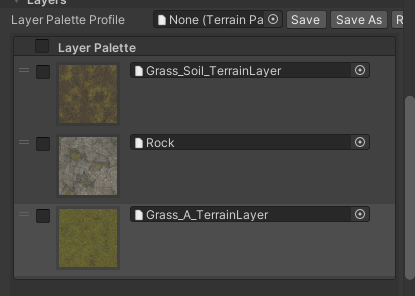 Layers
Layer Palette Profile None (Terrain Pa Save Save As R
Layer Palette
Grass_Soil_TerrainLayer
Rock
Grass_A_TerrainLayer